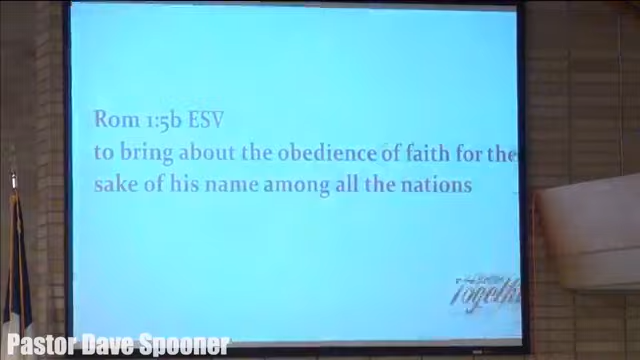 Rom 1:5b ESV
to bring about the obedience of faith for the
sake of his name among all the nations
Pastor Dave Spooner